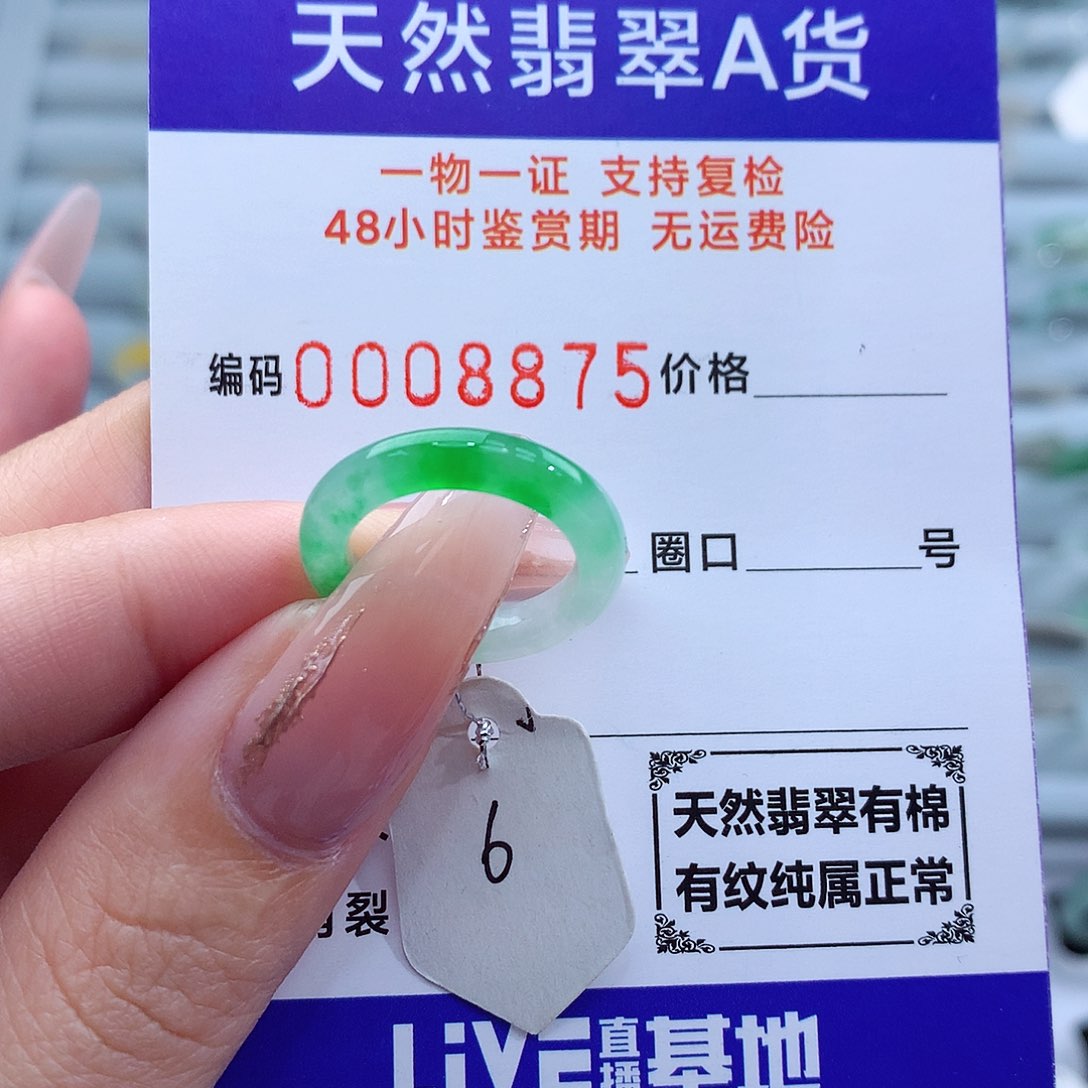 天然翡翠A货
一物一证 支持复检
48小时鉴赏期 无运费险
编码0008875价格
圈口 号
6
天然翡翠有棉
有纹纯属正常
裂
LiVE直播基地